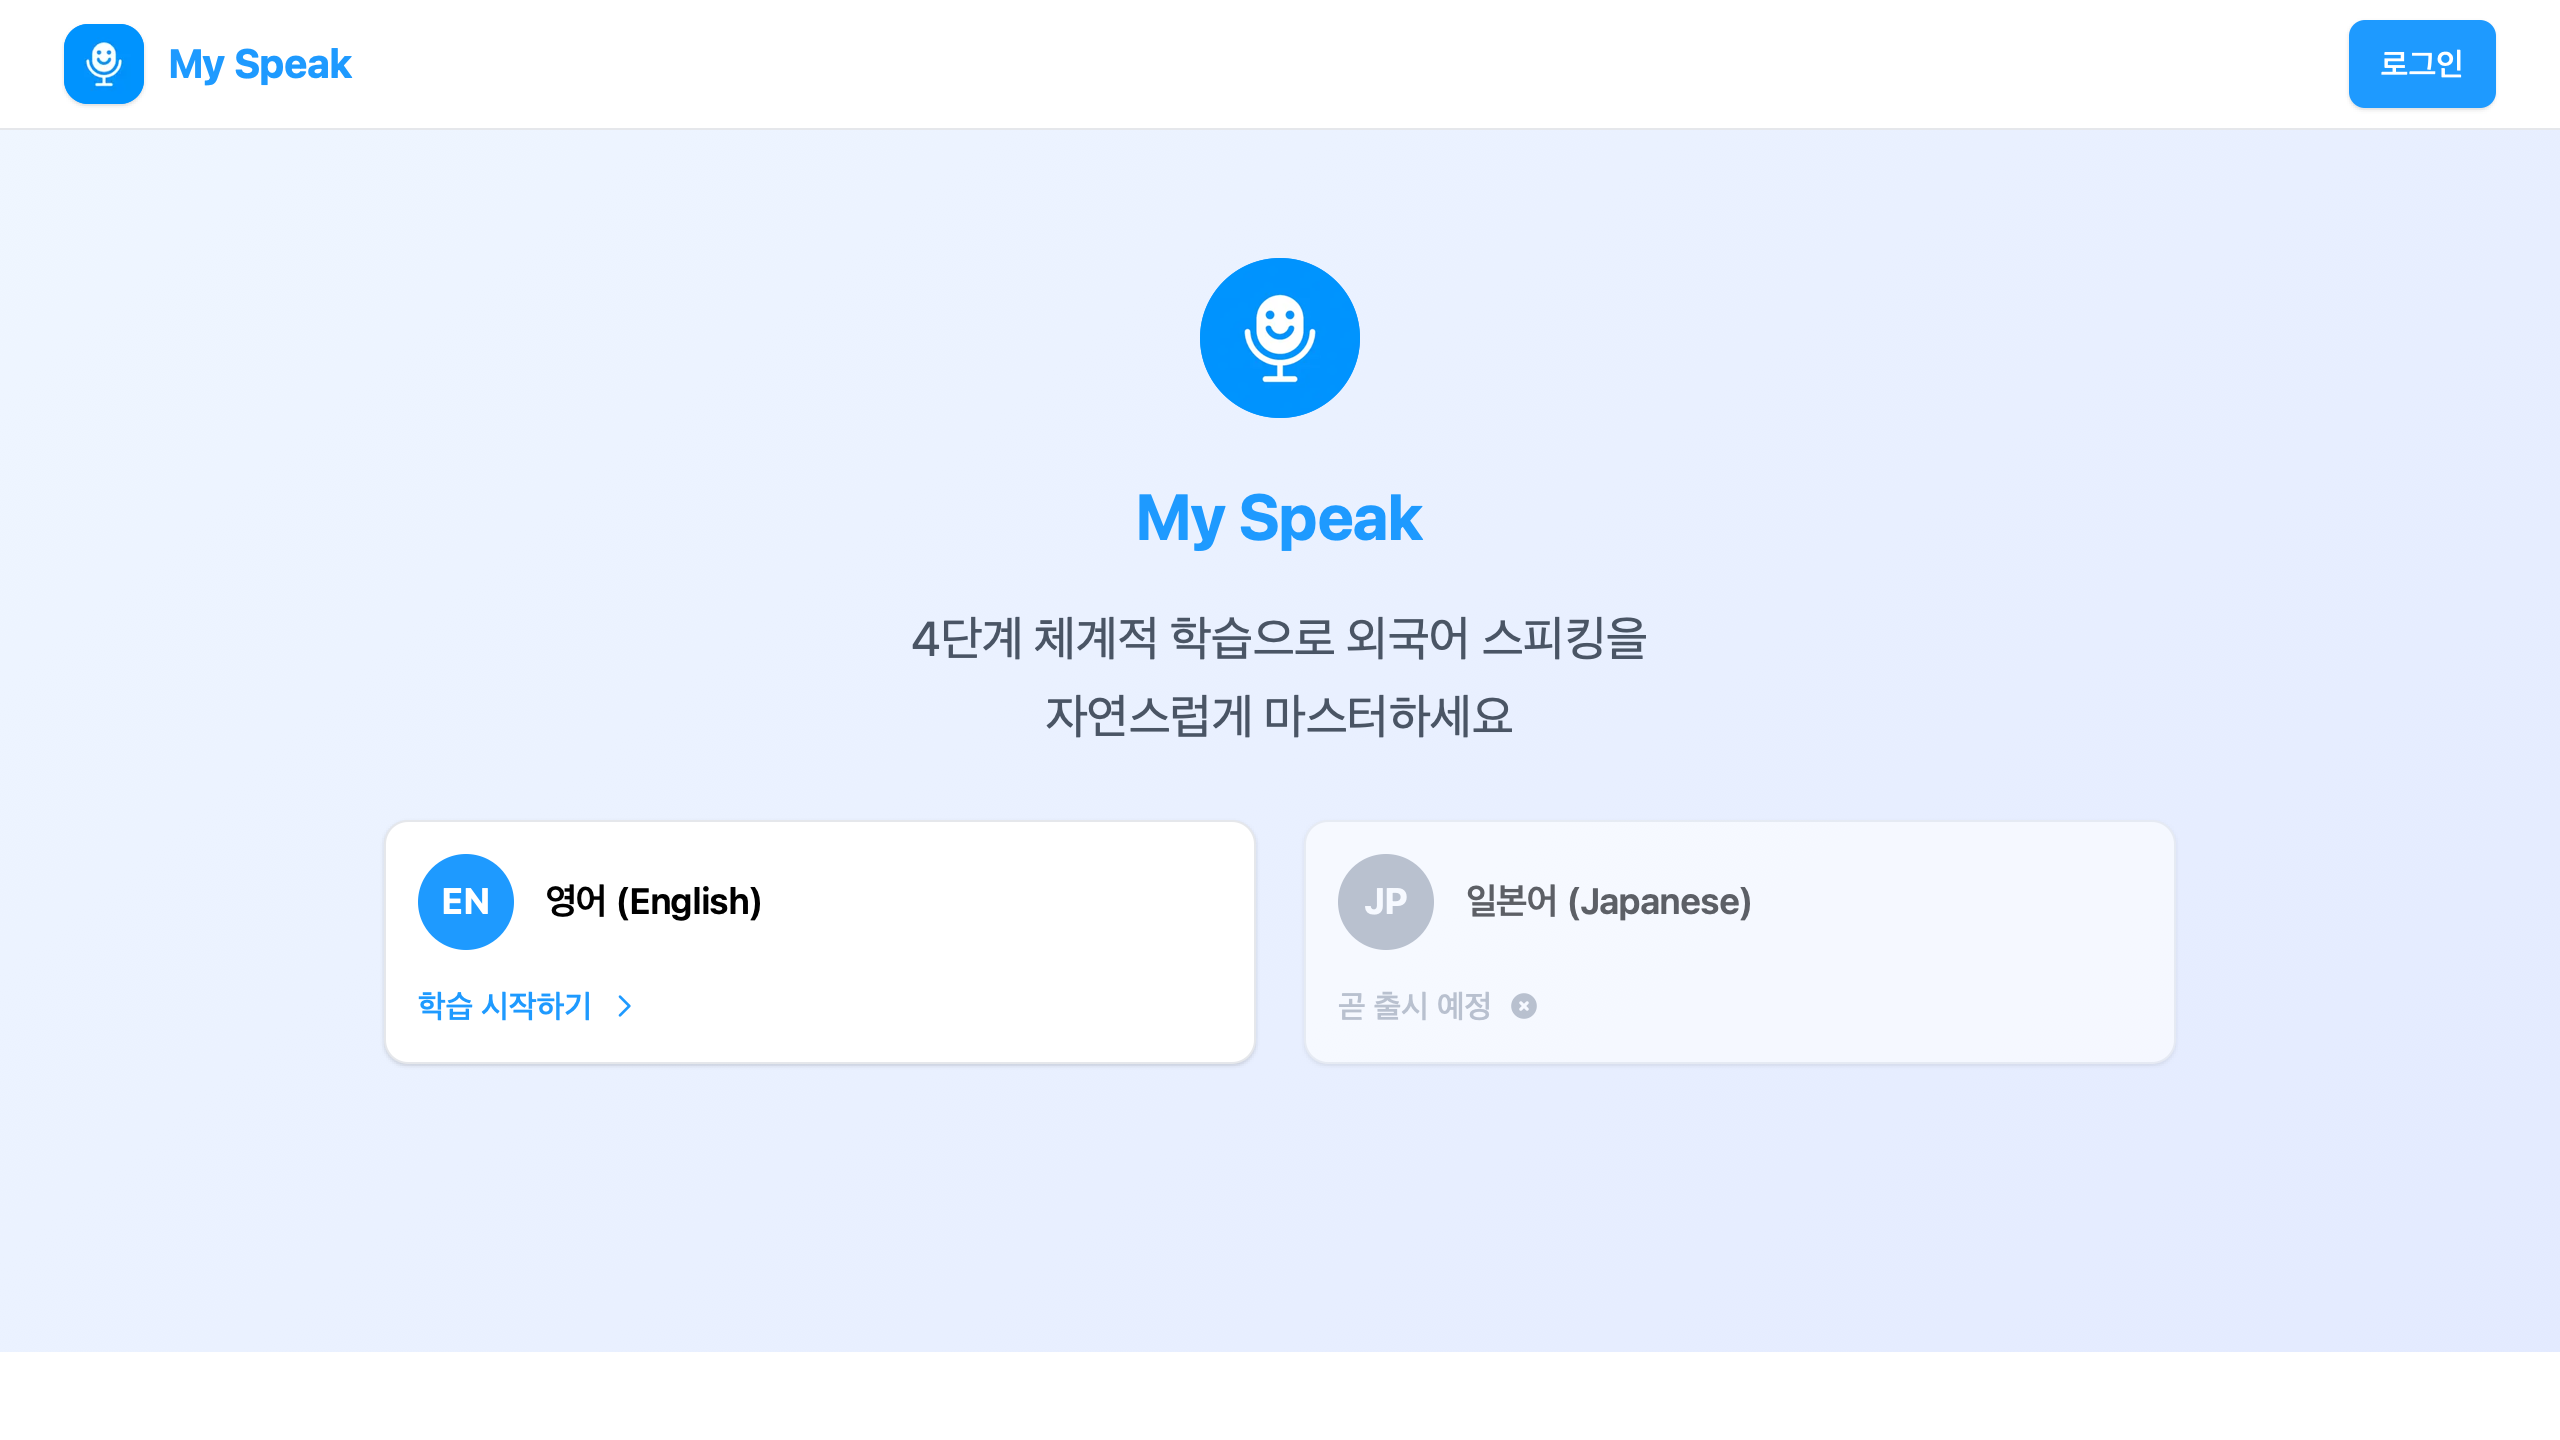 My Speak
로그인
My Speak
4단계 체계적 학습으로 외국어 스피킹을
자연스럽게 마스터하세요
EN
영어 (English)
학습 시작하기
JP
일본어 (Japanese)
곧 출시 예정